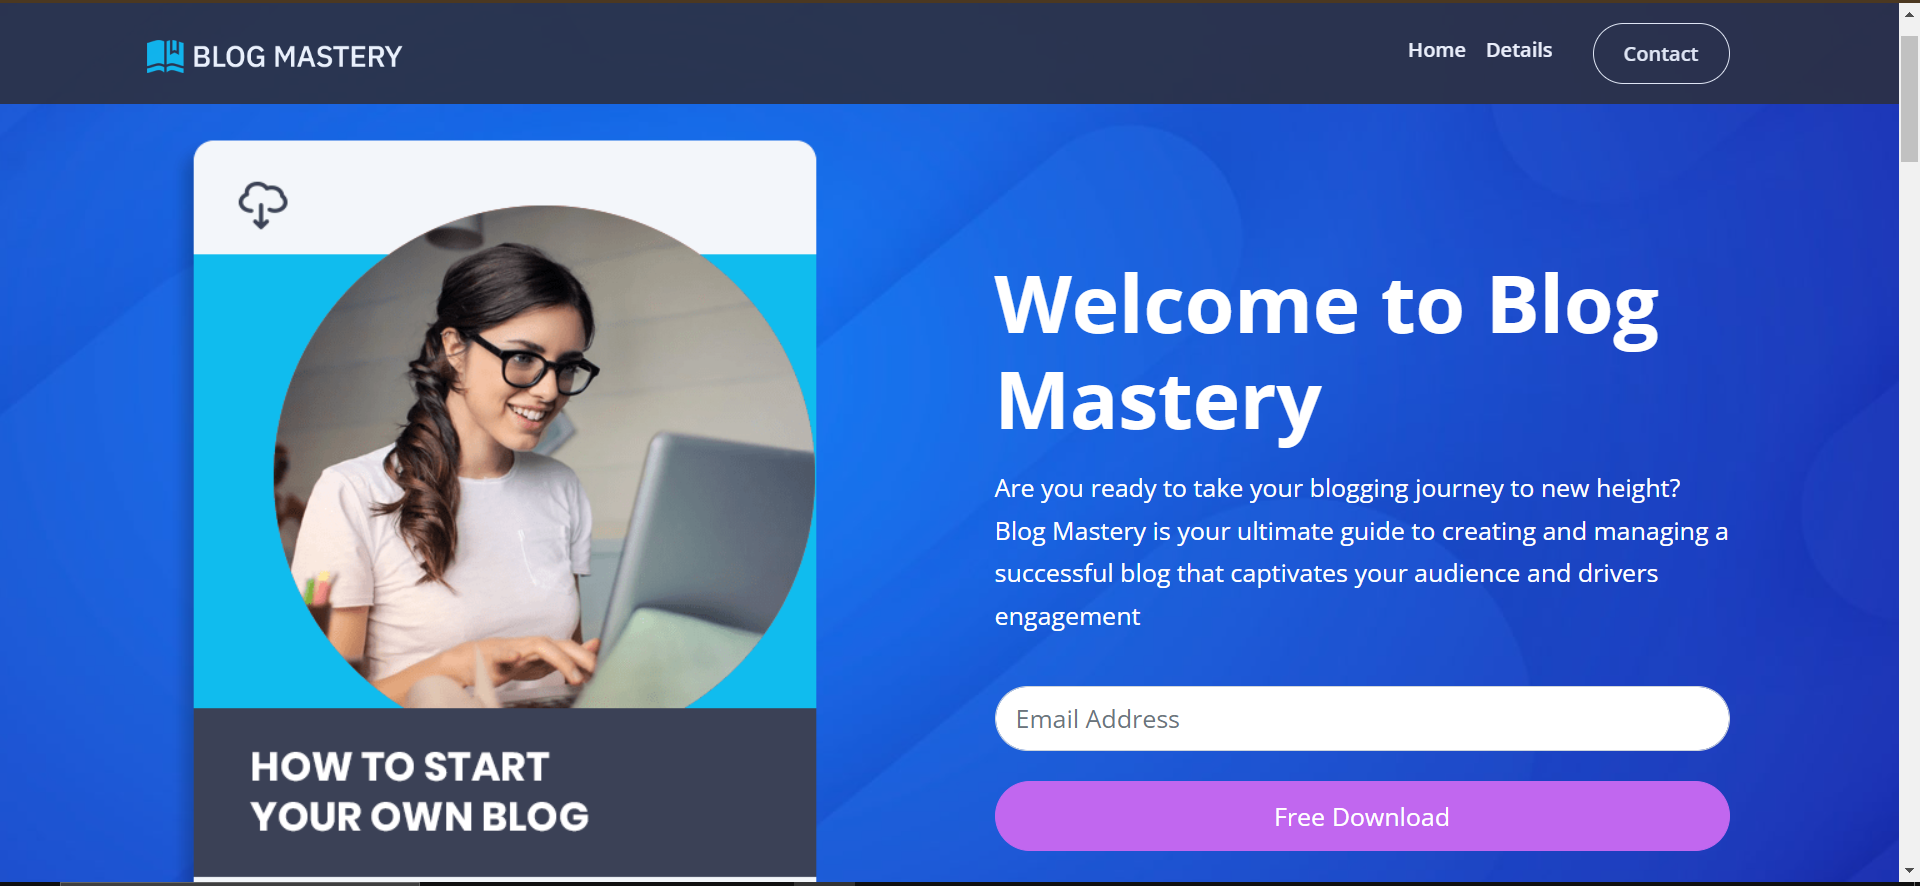 BLOG MASTERY
Home Details Contact
HOW TO START
YOUR OWN BLOG
Welcome to Blog
Mastery
Are you ready to take your blogging journey to new height?
Blog Mastery is your ultimate guide to creating and managing a
successful blog that captivates your audience and drivers
engagement
Email Address
Free Download